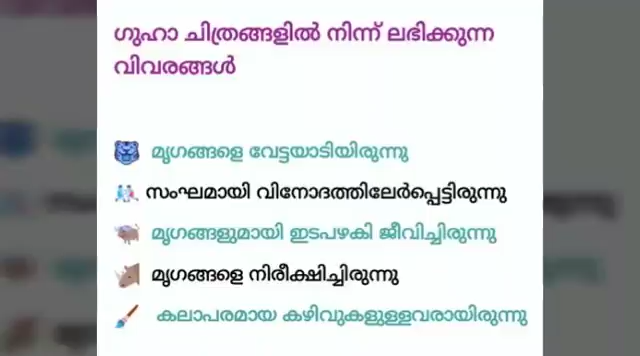 ഗുഹാ ചിത്രങ്ങളിൽ നിന്ന് ലഭിക്കുന്ന
വിവരങ്ങൾ
മൃഗങ്ങളെ വേട്ടയാടിയിരുന്നു
സംഘമായി വിനോദത്തിലേർപ്പെട്ടിരുന്നു
മൃഗങ്ങളുമായി ഇടപഴകി ജീവിച്ചിരുന്നു
മൃഗങ്ങളെ നിരീക്ഷിച്ചിരുന്നു
കലാപരമായ കഴിവുകളുള്ളവരായിരുന്നു